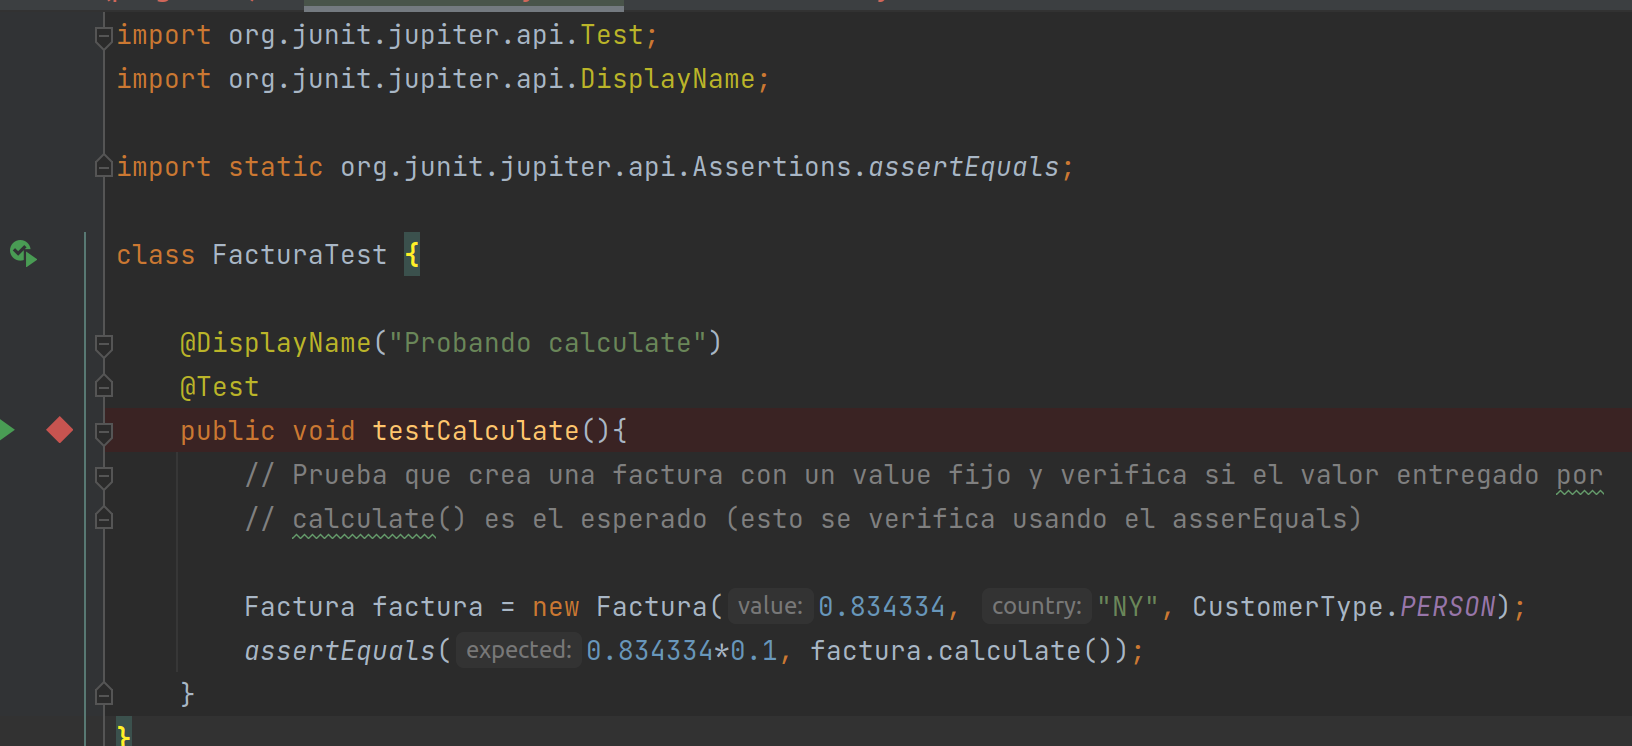 import org.junit.jupiter.api.Test;
import org.junit.jupiter.api.DisplayName;
import static org.junit.jupiter.api.Assertions.assertEquals;
class FacturaTest {
@DisplayName("Probando calculate")
@Test
public void testCalculate(){
// Prueba que crea una factura con un value fijo y verifica si el valor entregado por
// calculate() es el esperado (esto se verifica usando el asserEquals)
Factura factura = new Factura( value: 0.834334, country: "NY", CustomerType.PERSON);
assertEquals( expected: 0.834334*0.1, factura.calculate());
}
}